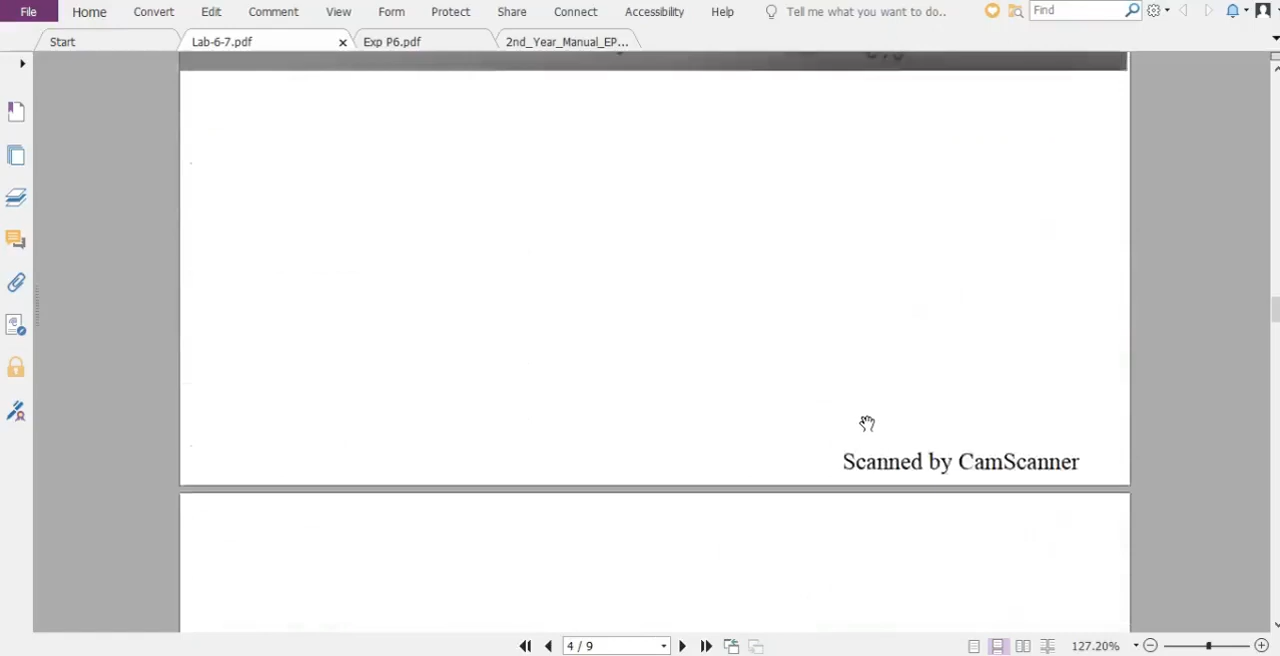 File Home Convert Edit Comment View Form Protect Share Connect Accessibility Help Tell me what you want to do.. Find
Start Lab-6-7.pdf Exp P6.pdf 2nd_Year_Manual_EP...
Scanned by CamScanner
4 / 9 127.20%